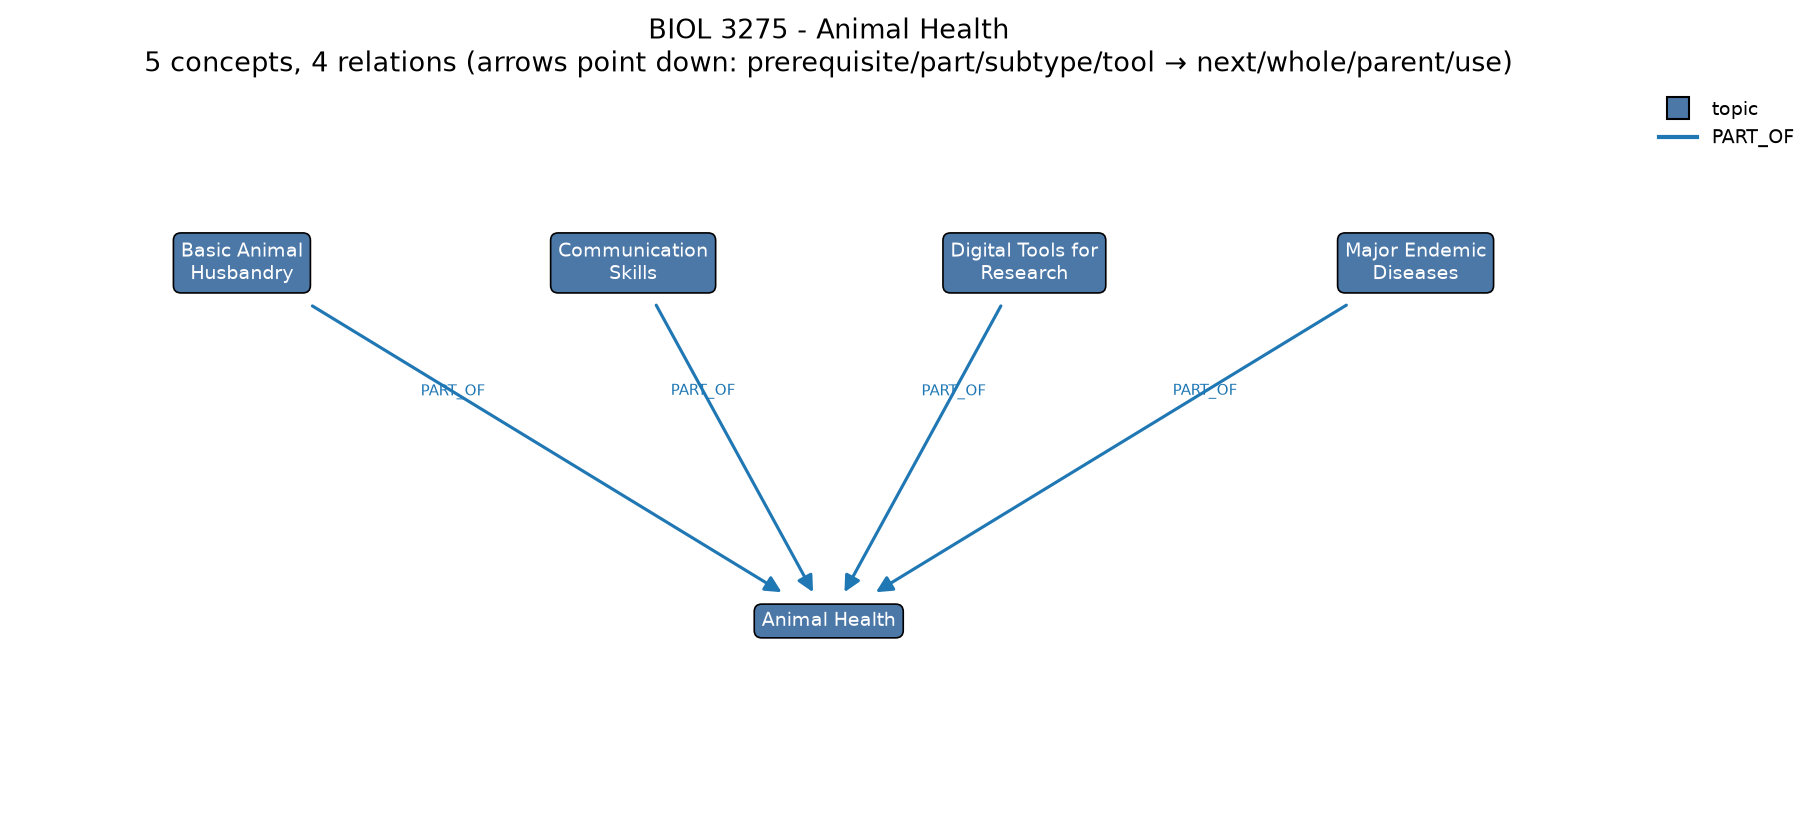 BIOL 3275 - Animal Health
5 concepts, 4 relations (arrows point down: prerequisite/part/subtype/tool → next/whole/parent/use)
topic
PART_OF
Basic Animal
Husbandry
Communication
Skills
Digital Tools for
Research
Major Endemic
Diseases
PART_OF
PART_OF
PART_OF
PART_OF
Animal Health